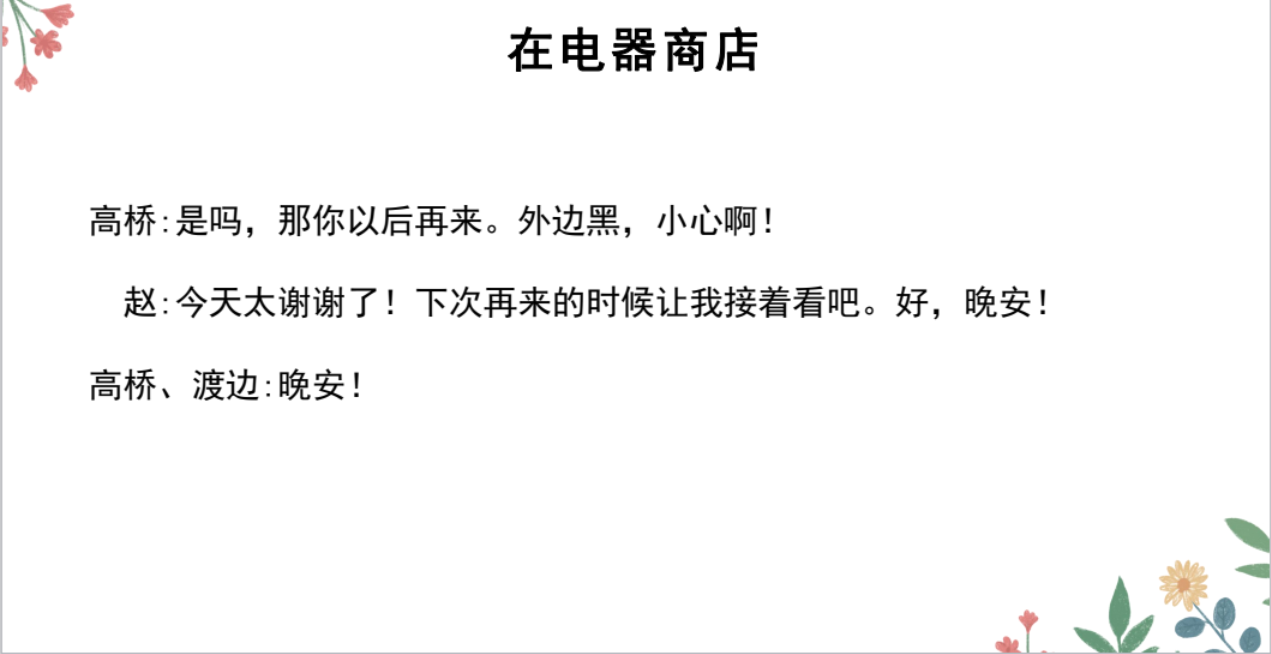 在电器商店
高桥:是吗，那你以后再来。外边黑，小心啊！
赵:今天太谢谢了！下次再来的时候让我接着看吧。好，晚安！
高桥、渡边:晚安！